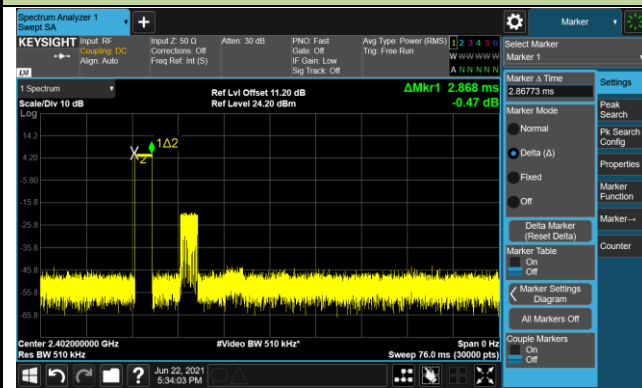 Spectrum Analyzer 1
Swept SA
+
Marker
KEYSIGHT Input: RF
Coupling: DC
Align: Auto
Input Z: 50 Ω
Corrections: Off
Freq Ref: Int (S)
Atten: 30 dB
PNO: Fast
Gate: Off
IF Gain: Low
Sig Track: Off
Avg Type: Power (RMS)
Trig: Free Run
1 2 3 4 5 6
W W W W W W
A N N N N N
LXI
Select Marker
Marker 1
1 Spectrum
Scale/Div 10 dB
Log
Ref Lvl Offset 11.20 dB
Ref Level 24.20 dBm
ΔMkr1 2.868 ms
-0.47 dB
14.2
4.20
-5.80
-15.8
-25.8
-35.8
-45.8
-55.8
-65.8
X
2
1Δ2
Center 2.402000000 GHz
Res BW 510 kHz
#Video BW 510 kHz*
Span 0 Hz
Sweep 76.0 ms (30000 pts)
Marker Δ Time
2.86773 ms
Marker Mode
Normal
Delta (Δ)
Fixed
Off
Delta Marker
(Reset Delta)
Marker Table
On
Off
Marker Settings
Diagram
All Markers Off
Couple Markers
On
Off
Settings
Peak
Search
Pk Search
Config
Properties
Marker
Function
Marker→
Counter
?
Jun 22, 2021
5:34:03 PM